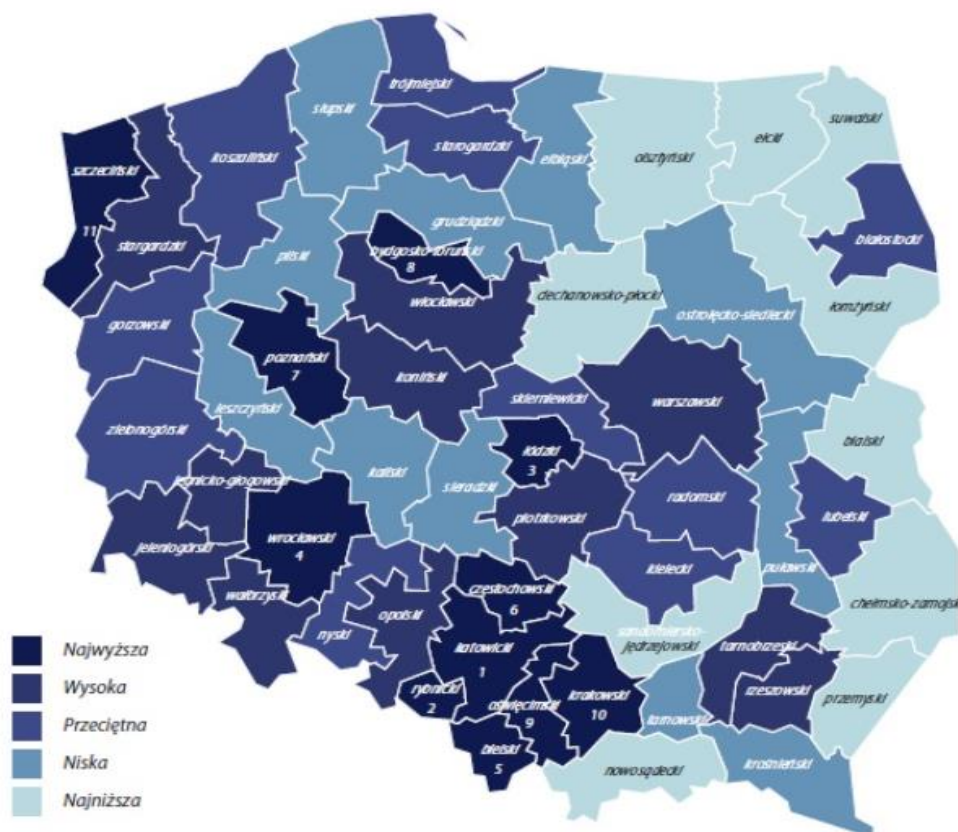 trójmiejski
słupski
suwalski
ełcki
starogardzki
koszaliński
olsztyński
elbląski
szczeciński
grudziądzki
11
stargardzki
białostocki
bydgosko-toruński
pilski
8
ciechanowsko-płocki
włocławski
łomżyński
ostrołęcko-siedlecki
gorzowski
poznański
7
koniński
skierniewicki
warszawski
leszczyński
zielonogórski
bialski
łódzki
kaliski
3
legnicko-głogowski
sieradzki
radomski
piotrkowski
lubelski
wrocławski
jeleniogórski
4
kielecki
puławski
częstochowski
wałbrzyski
chełmsko-zamojski
6
opolski
nyski
sandomiersko-
jędrzejowski
tarnobrzeski
katowicki
1
rybnicki
2
krakowski
rzeszowski
przemyski
oświęcimski
9
10
tarnowski
bielski
5
nowosądecki
krośnieński
Najwyższa
Wysoka
Przeciętna
Niska
Najniższa